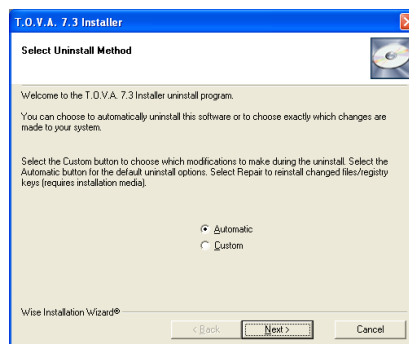 T.O.V.A. 7.3 Installer
Select Uninstall Method
Welcome to the T.O.V.A. 7.3 Installer uninstall program.
You can choose to automatically uninstall this software or to choose exactly which changes are
made to your system.
Select the Custom button to choose which modifications to make during the uninstall. Select the
Automatic button for the default uninstall options. Select Repair to reinstall changed files/registry
keys (requires installation media).
Automatic
Custom
Wise Installation Wizard®
< Back
Next >
Cancel